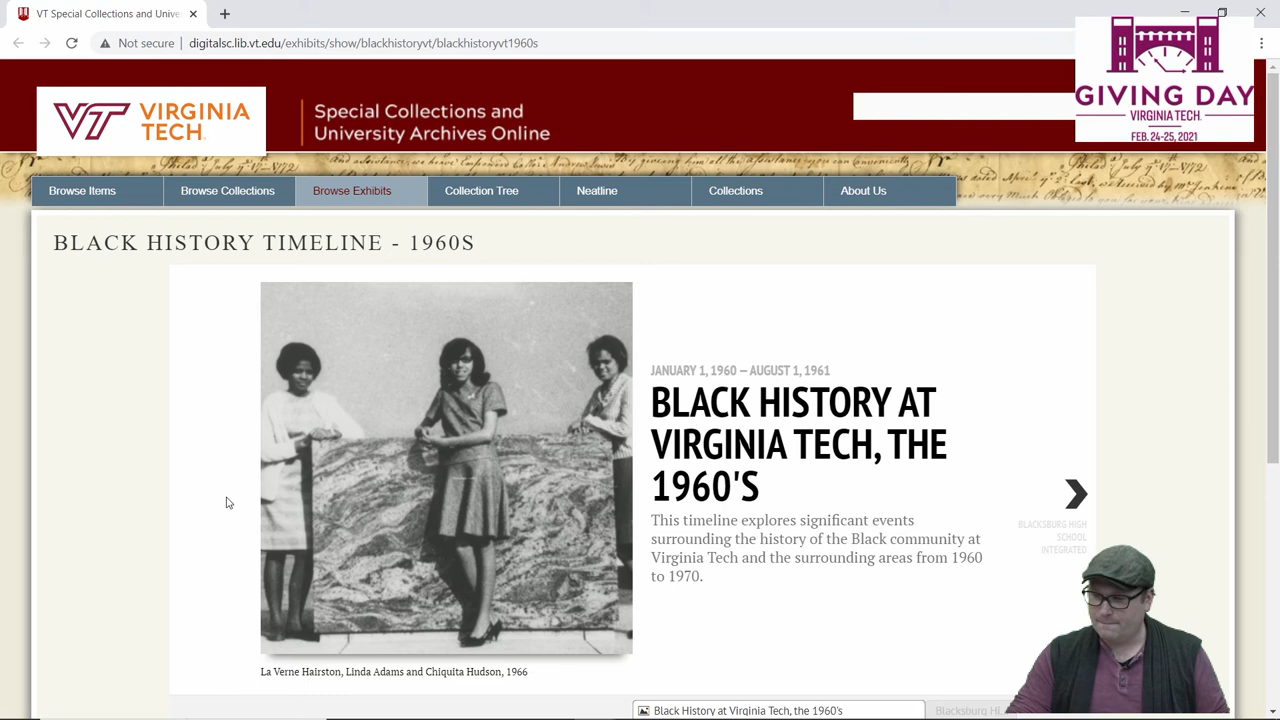 VT Special Collections and Unive
Not secure
digitalsc.lib.vt.edu/exhibits/show/blackhistoryvt/blackhistoryvt1960s
GIVING DAY
VIRGINIA TECH
FEB. 24-25, 2021
VT VIRGINIA TECH
Special Collections and
University Archives Online
Browse Items
Browse Collections
Browse Exhibits
Collection Tree
Neatline
Collections
About Us
BLACK HISTORY TIMELINE - 1960S
JANUARY 1, 1960 — AUGUST 1, 1961
BLACK HISTORY AT
VIRGINIA TECH, THE
1960'S
This timeline explores significant events
surrounding the history of the Black community at
Virginia Tech and the surrounding areas from 1960
to 1970.
BLACKSBURG HIGH
SCHOOL
INTEGRATED
La Verne Hairston, Linda Adams and Chiquita Hudson, 1966
Black History at Virginia Tech, the 1960's
Blacksburg Hi...